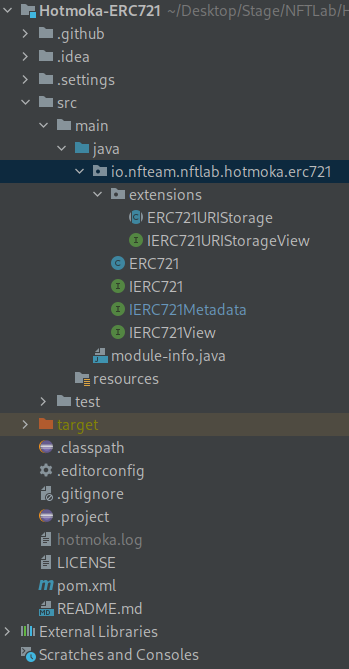 Hotmoka-ERC721 ~/Desktop/Stage/NFTLab/H
.github
.idea
.settings
src
main
java
io.nfteam.nftlab.hotmoka.erc721
extensions
ERC721URIStorage
IERC721URIStorageView
ERC721
IERC721
IERC721Metadata
IERC721View
module-info.java
resources
test
target
.classpath
.editorconfig
.gitignore
.project
hotmoka.log
LICENSE
pom.xml
README.md
External Libraries
Scratches and Consoles